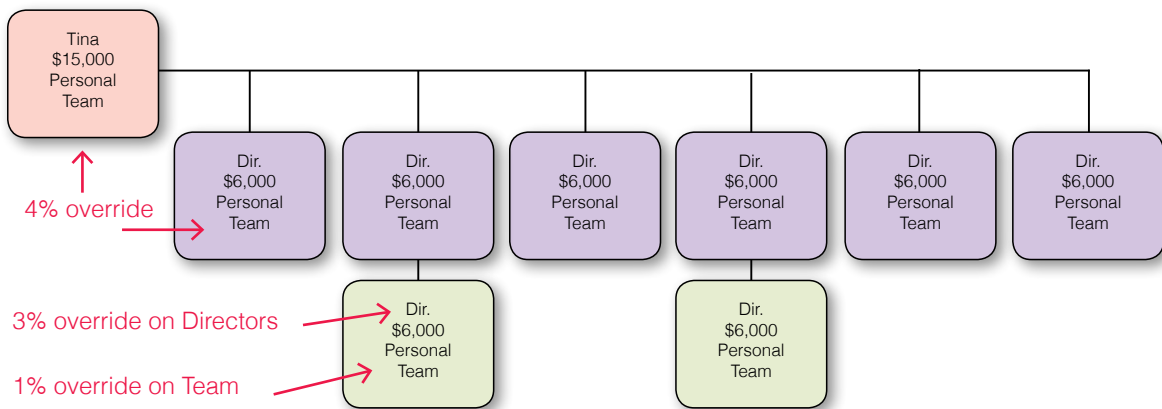 Tina
$15,000
Personal
Team
Dir.
$6,000
Personal
Team
Dir.
$6,000
Personal
Team
Dir.
$6,000
Personal
Team
Dir.
$6,000
Personal
Team
Dir.
$6,000
Personal
Team
Dir.
$6,000
Personal
Team
4% override
Dir.
$6,000
Personal
Team
Dir.
$6,000
Personal
Team
3% override on Directors
1% override on Team